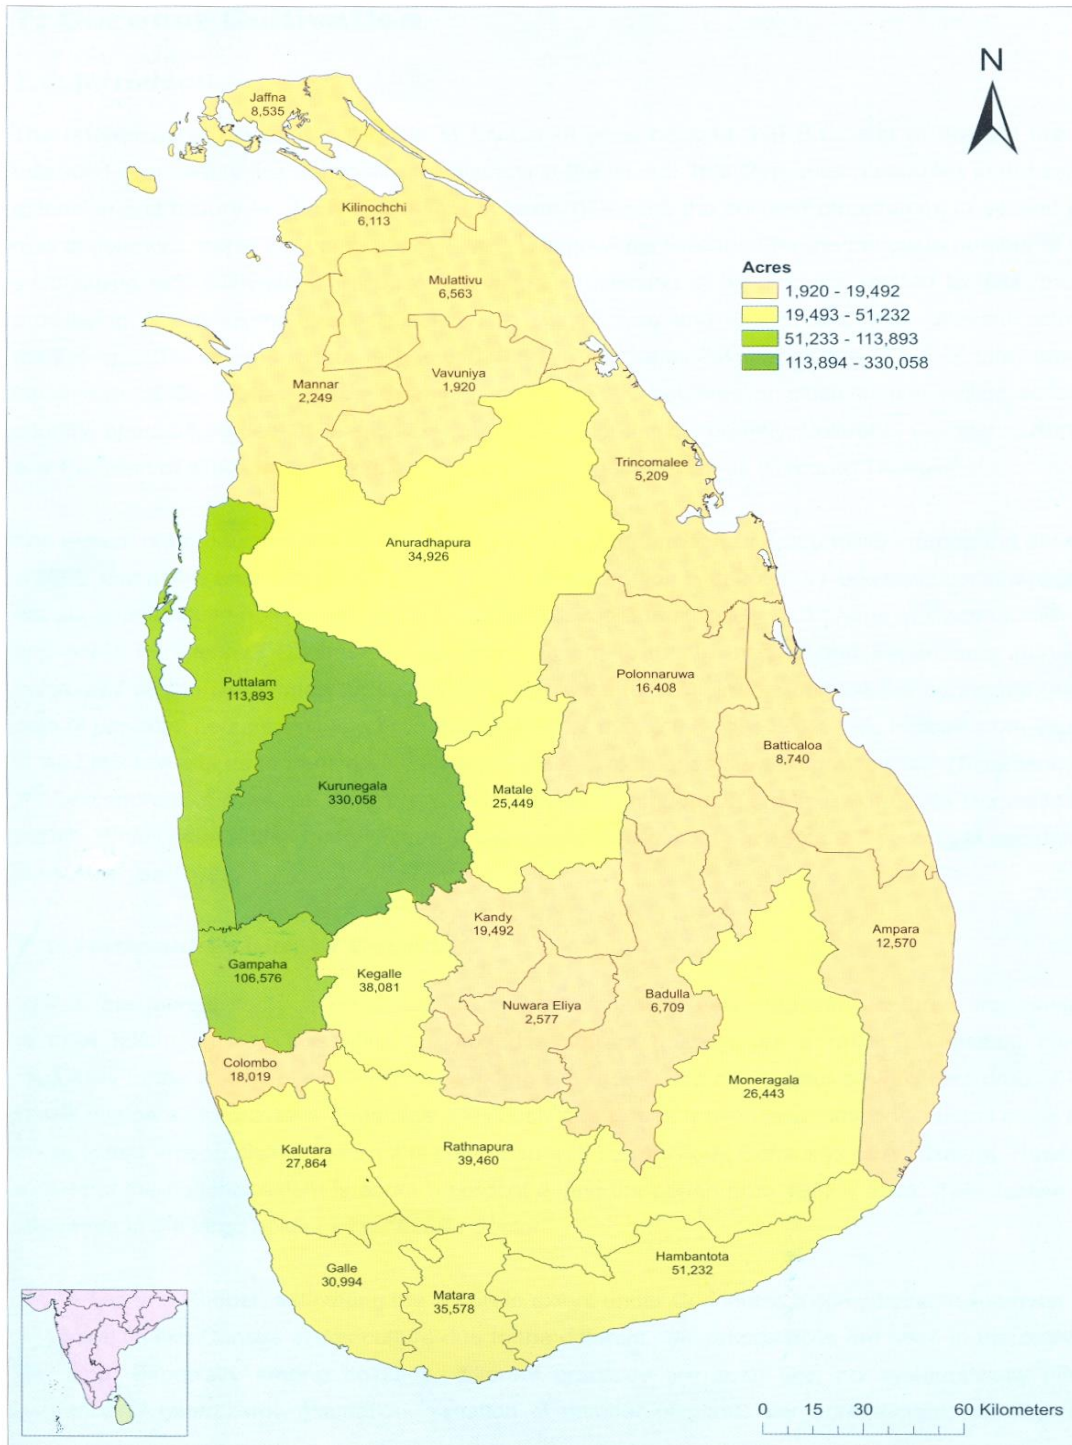 N
Jaffna
8,535
Kilinochchi
6,113
Mulattivu
6,563
Acres
1,920 - 19,492
19,493 - 51,232
51,233 - 113,893
113,894 - 330,058
Mannar
2,249
Vavuniya
1,920
Trincomalee
5,209
Anuradhapura
34,926
Puttalam
113,893
Polonnaruwa
16,408
Batticaloa
8,740
Kurunegala
330,058
Matale
25,449
Kandy
19,492
Ampara
12,570
Gampaha
106,576
Kegalle
38,081
Nuwara Eliya
2,577
Badulla
6,709
Colombo
18,019
Moneragala
26,443
Kalutara
27,864
Rathnapura
39,460
Galle
30,994
Matara
35,578
Hambantota
51,232
0 15 30 60 Kilometers